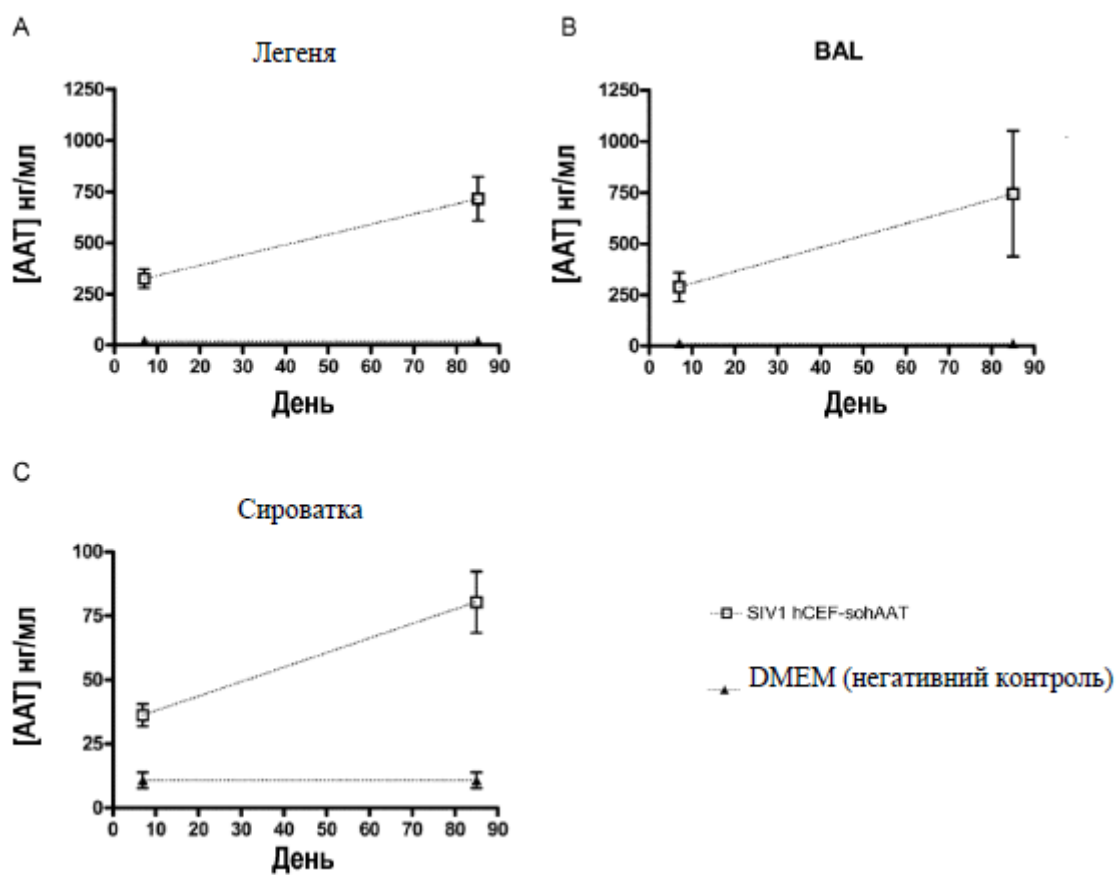 A
Легеня
[AAT] нг/мл
1250
1000
750
500
250
0
0 10 20 30 40 50 60 70 80 90
День
B
BAL
[AAT] нг/мл
1250
1000
750
500
250
0
0 10 20 30 40 50 60 70 80 90
День
C
Сироватка
[AAT] нг/мл
100
75
50
25
0
0 10 20 30 40 50 60 70 80 90
День
SIV1 hCEF-sohAAT
DMEM (негативний контроль)